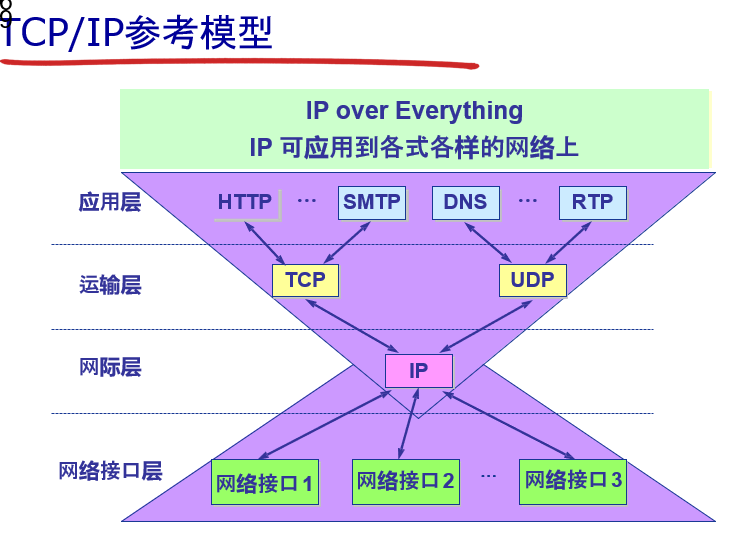 TCP/IP参考模型
IP over Everything
IP 可应用到各式各样的网络上
应用层 HTTP … SMTP DNS … RTP
运输层 TCP UDP
网际层 IP
网络接口层 网络接口1 网络接口2 … 网络接口3